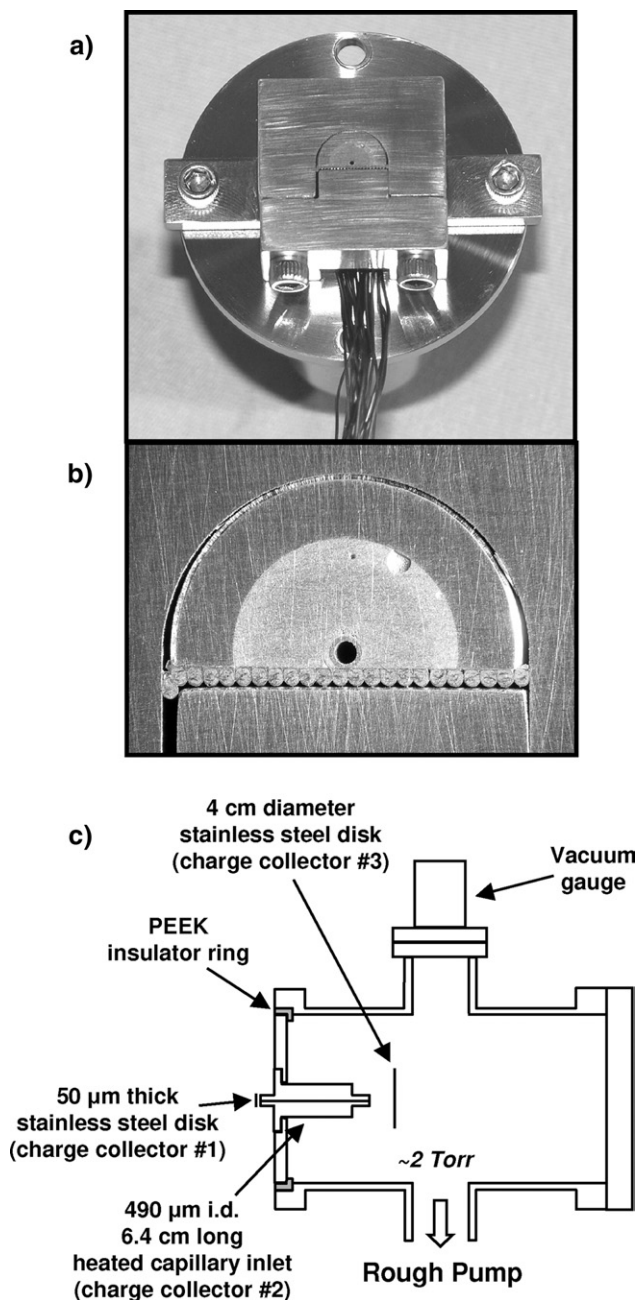 a)
b)
c)
4 cm diameter
stainless steel disk
(charge collector #3)
Vacuum
gauge
PEEK
insulator ring
50 µm thick
stainless steel disk
(charge collector #1)
~2 Torr
490 µm i.d.
6.4 cm long
heated capillary inlet
(charge collector #2)
Rough Pump